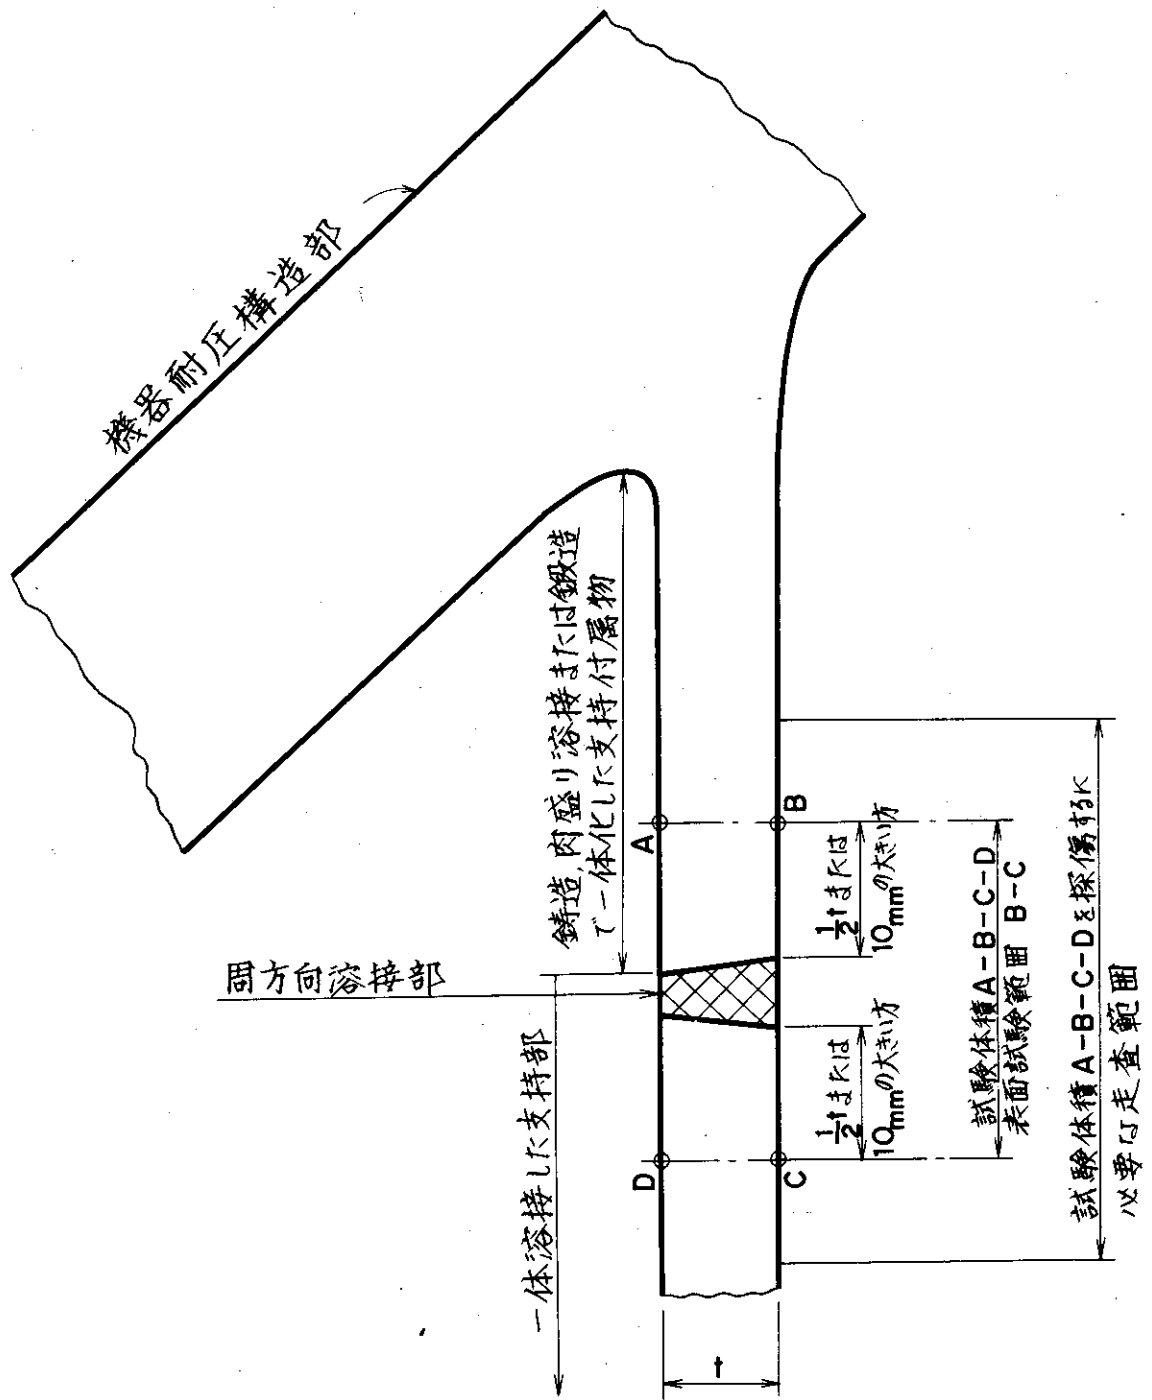 機器耐圧構造部
鋳造,肉盛り溶接または鍛造
で一体化した支持付属物
周方向溶接部
一体溶接した支持部
A
B
C
D
1/2tまたは
10mmの大きい方
1/2tまたは
10mmの大きい方
試験体積A-B-C-D
表面試験範囲 B-C
試験体積A-B-C-Dを探傷するに
必要な走査範囲
t